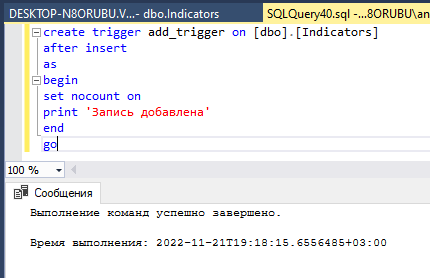 DESKTOP-N8ORUBU.V...- dbo.Indicators
SQLQuery40.sql -...8ORUBU\an
create trigger add_trigger on [dbo].[Indicators]
after insert
as
begin
set nocount on
print 'Запись добавлена'
end
go
100 %
Сообщения
Выполнение команд успешно завершено.
Время выполнения: 2022-11-21T19:18:15.6556485+03:00